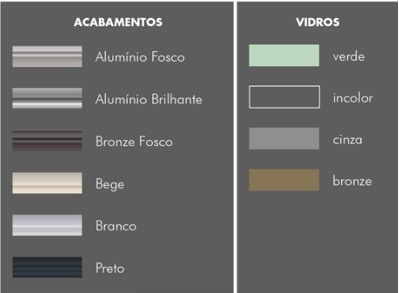 ACABAMENTOS
Alumínio Fosco
Alumínio Brilhante
Bronze Fosco
Bege
Branco
Preto
VIDROS
verde
incolor
cinza
bronze